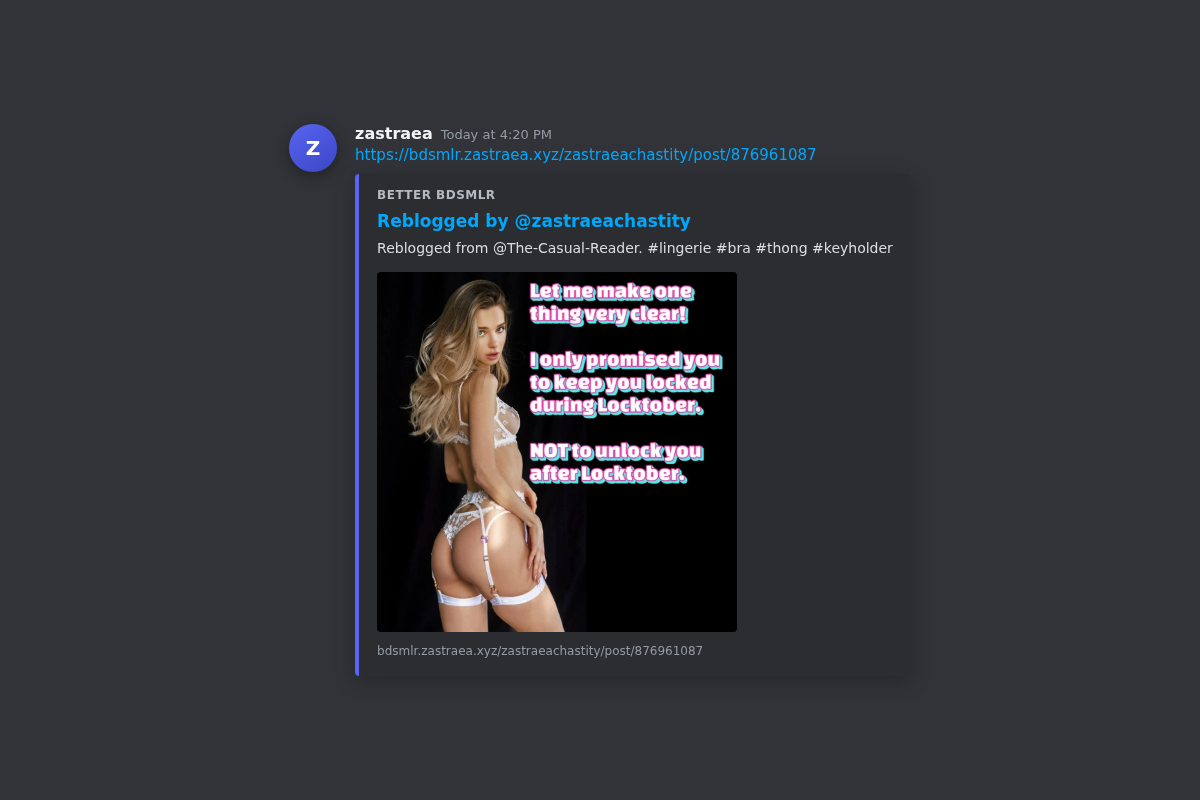 Z
zastraea Today at 4:20 PM
https://bdsmlr.zastraea.xyz/zastraeachastity/post/876961087
BETTER BDSMLR
Reblogged by @zastraeachastity
Reblogged from @The-Casual-Reader. #lingerie #bra #thong #keyholder
Let me make one
thing very clear!
I only promised you
to keep you locked
during Locktober.
NOT to unlock you
after Locktober.
bdsmlr.zastraea.xyz/zastraeachastity/post/876961087